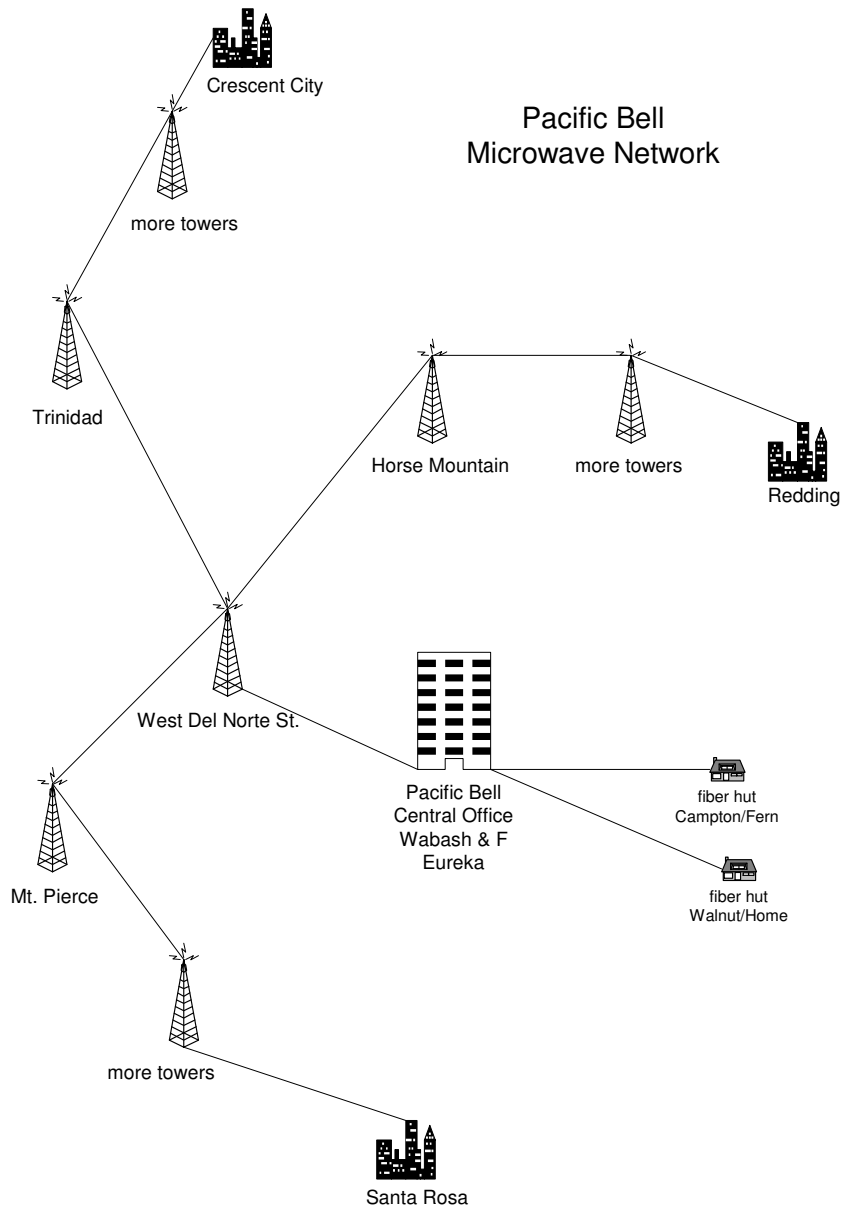 Crescent City
Pacific Bell
Microwave Network
more towers
Trinidad
Horse Mountain
more towers
Redding
West Del Norte St.
Pacific Bell
Central Office
Wabash & F
Eureka
fiber hut
Campton/Fern
fiber hut
Walnut/Home
Mt. Pierce
more towers
Santa Rosa